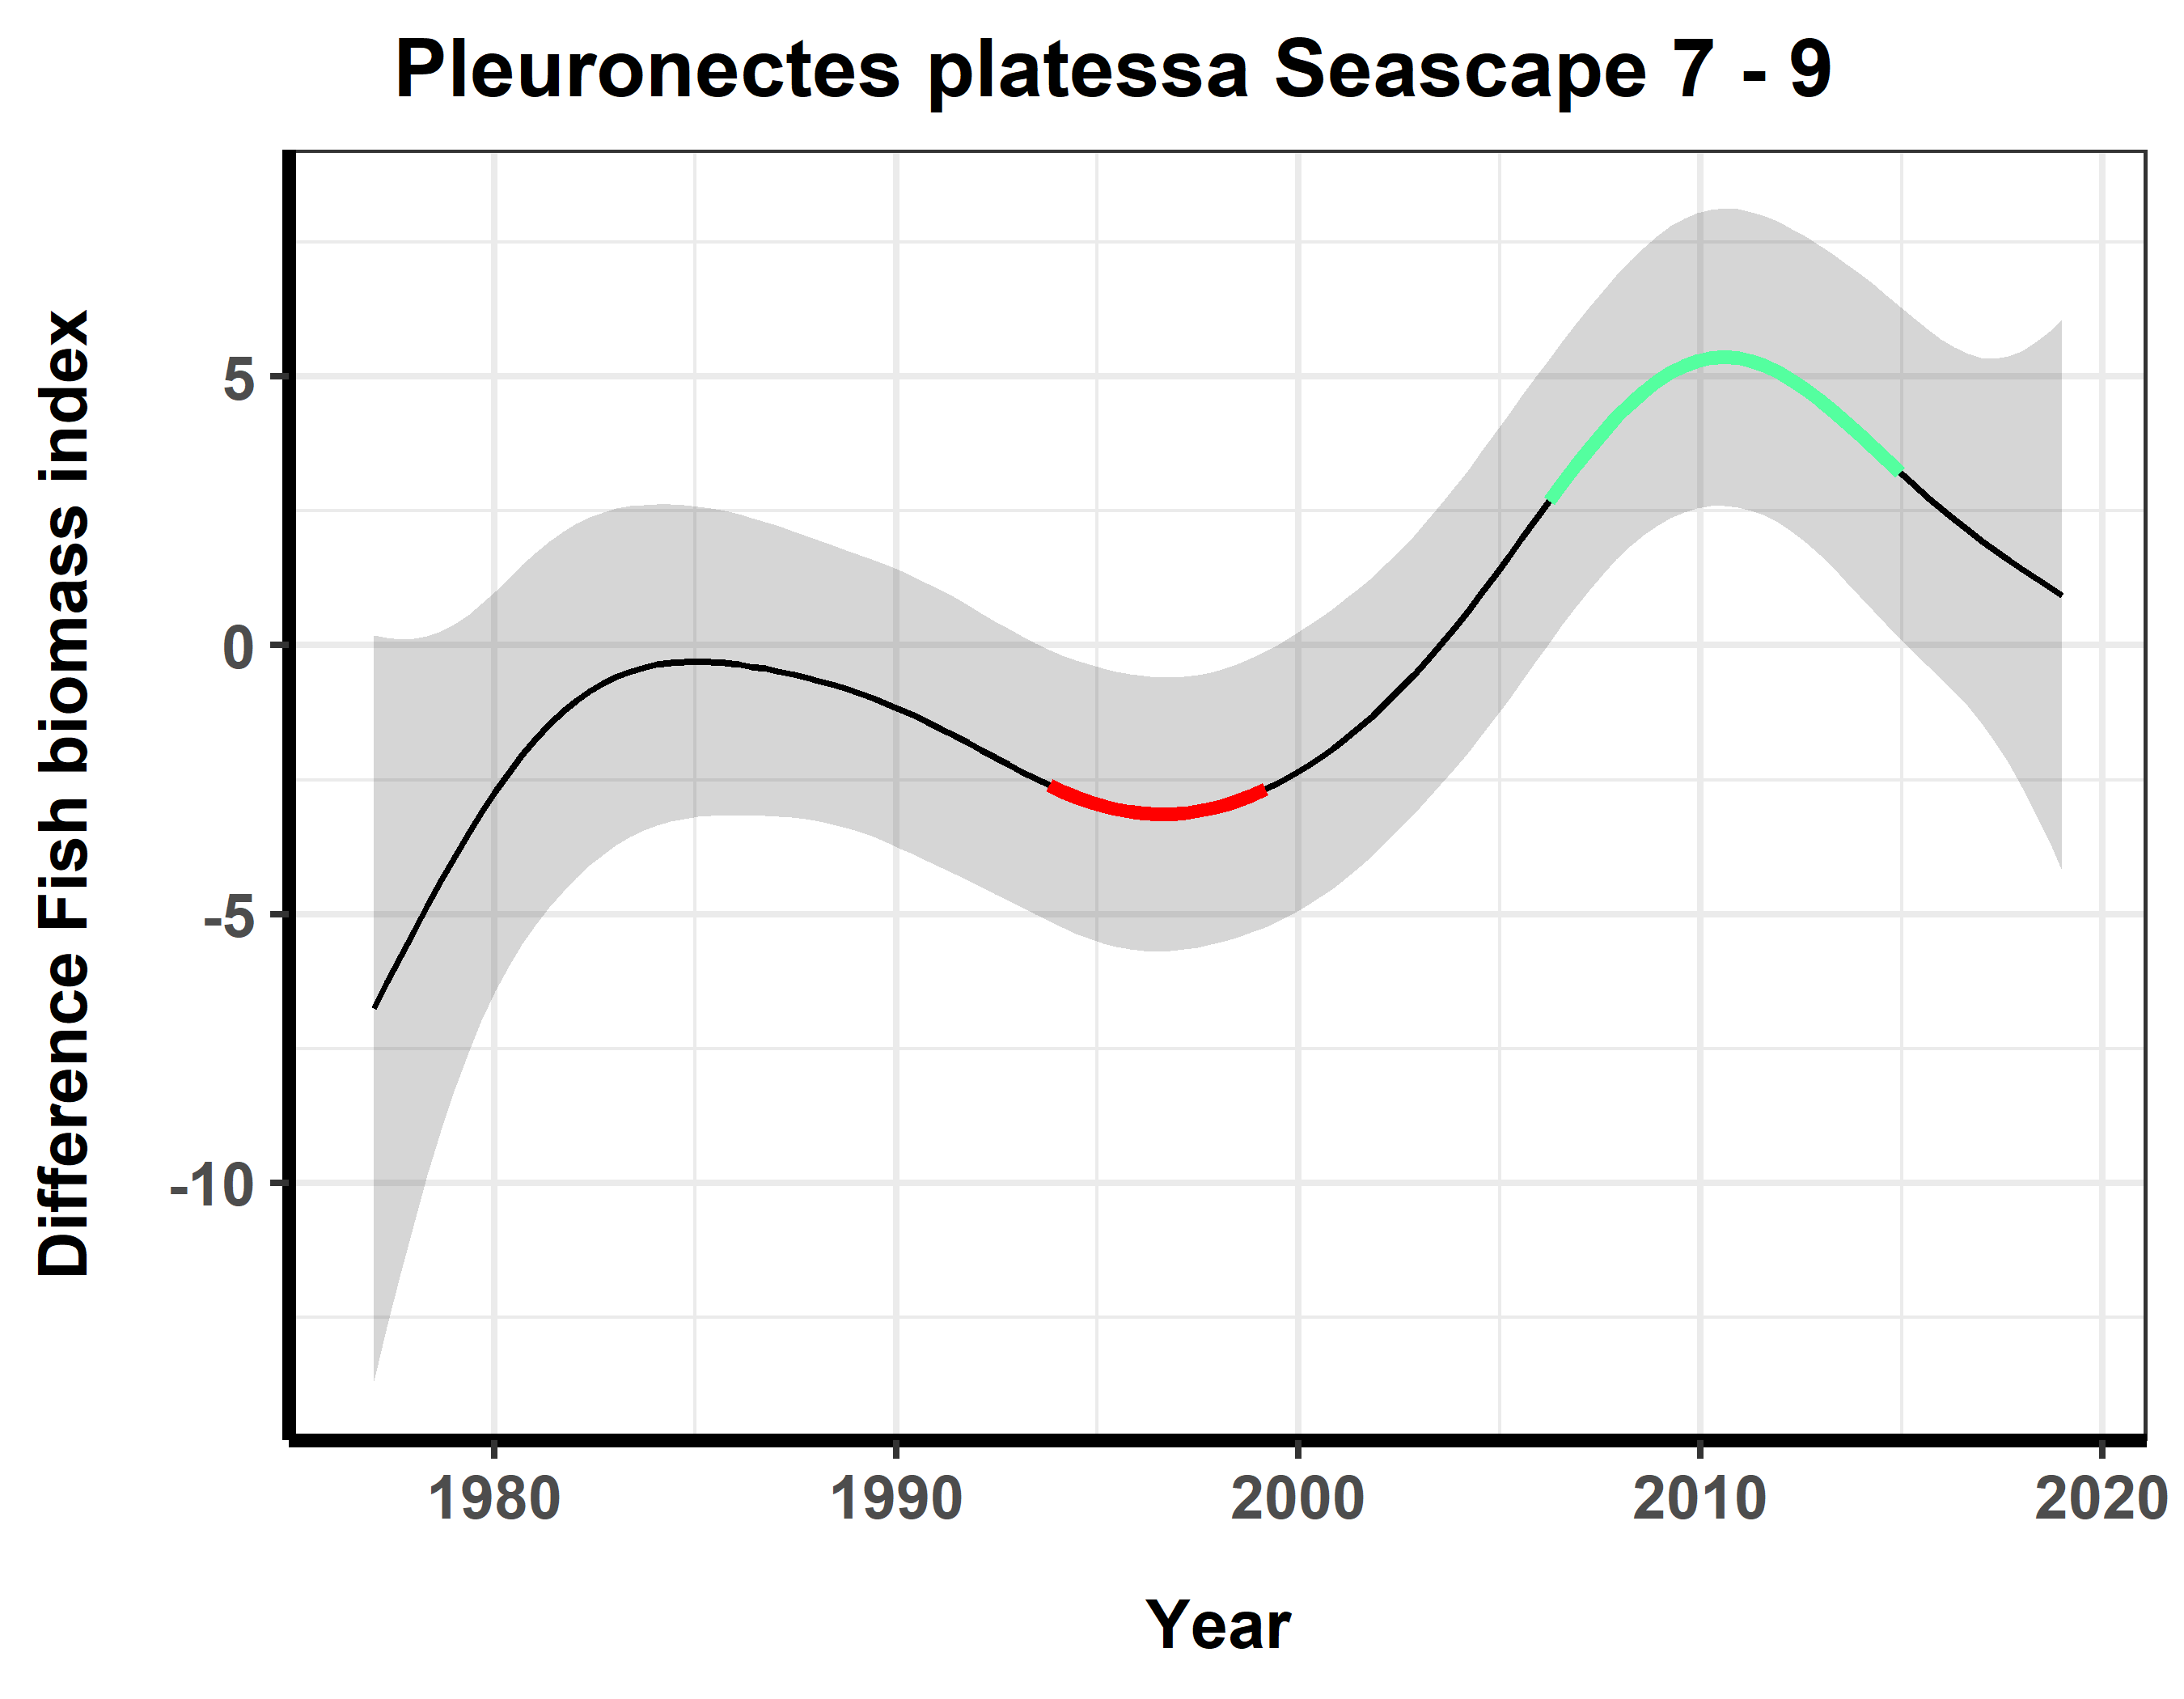 Pleuronectes platessa Seascape 7 - 9
Difference Fish biomass index
5
0
-5
-10
1980 1990 2000 2010 2020
Year